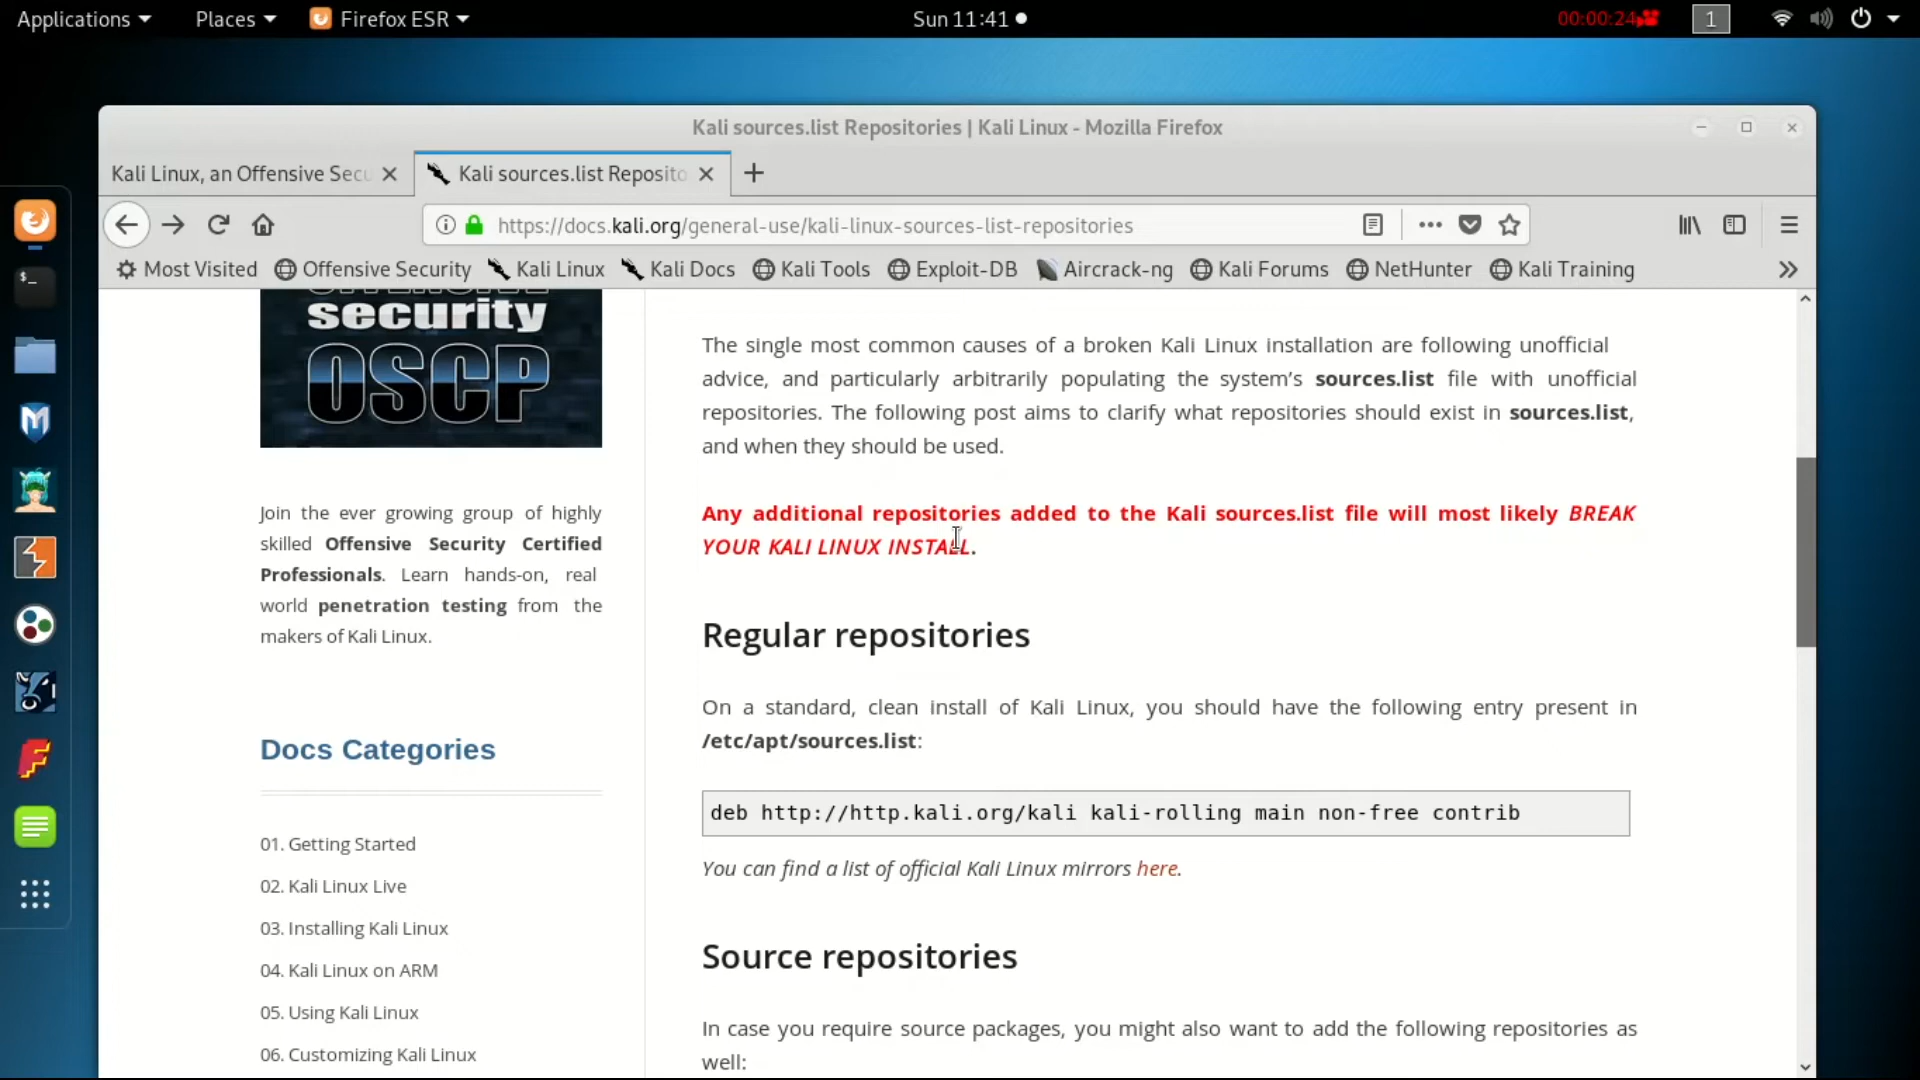 Applications Places Firefox ESR Sun 11:41 00:00:24 1
Kali sources.list Repositories | Kali Linux - Mozilla Firefox
Kali Linux, an Offensive Secu Kali sources.list Reposito
https://docs.kali.org/general-use/kali-linux-sources-list-repositories
Most Visited Offensive Security Kali Linux Kali Docs Kali Tools Exploit-DB Aircrack-ng Kali Forums NetHunter Kali Training
security
OSCP
Join the ever growing group of highly
skilled Offensive Security Certified
Professionals. Learn hands-on, real
world penetration testing from the
makers of Kali Linux.
Docs Categories
01. Getting Started
02. Kali Linux Live
03. Installing Kali Linux
04. Kali Linux on ARM
05. Using Kali Linux
06. Customizing Kali Linux
The single most common causes of a broken Kali Linux installation are following unofficial
advice, and particularly arbitrarily populating the system’s sources.list file with unofficial
repositories. The following post aims to clarify what repositories should exist in sources.list,
and when they should be used.
Any additional repositories added to the Kali sources.list file will most likely BREAK
YOUR KALI LINUX INSTALL.
Regular repositories
On a standard, clean install of Kali Linux, you should have the following entry present in
/etc/apt/sources.list:
deb http://http.kali.org/kali kali-rolling main non-free contrib
You can find a list of official Kali Linux mirrors here.
Source repositories
In case you require source packages, you might also want to add the following repositories as
well: